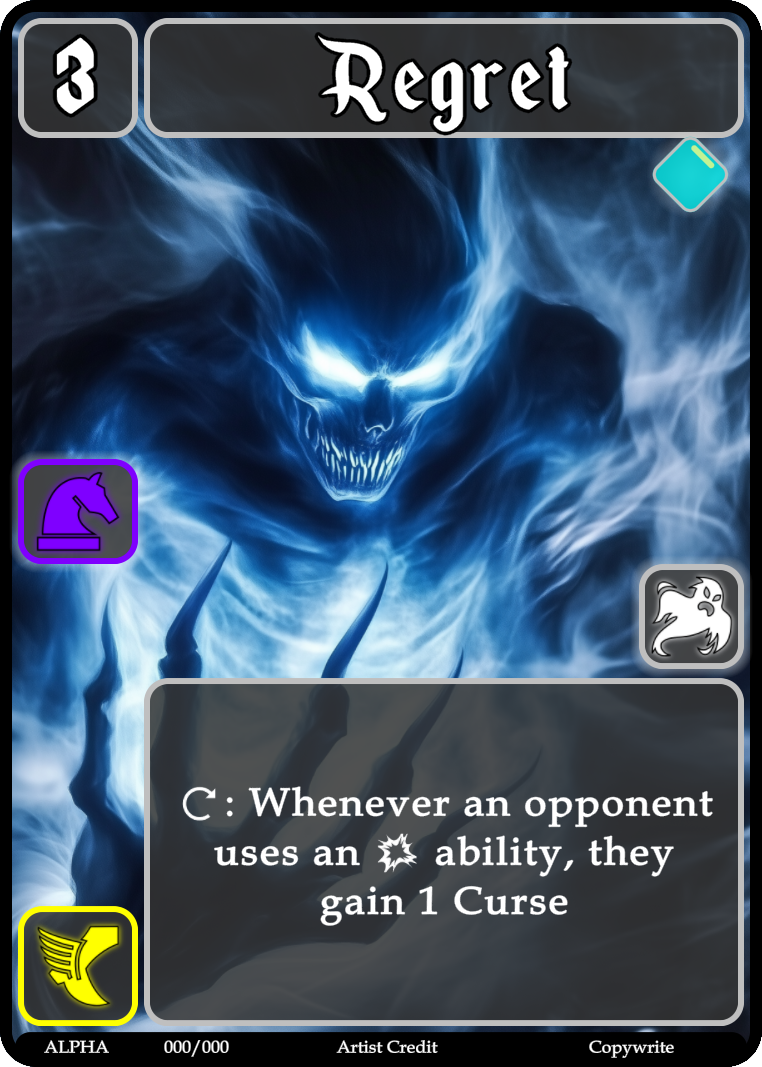 3
Regret
: Whenever an opponent
uses an ability, they
gain 1 Curse
ALPHA 000/000 Artist Credit Copywrite